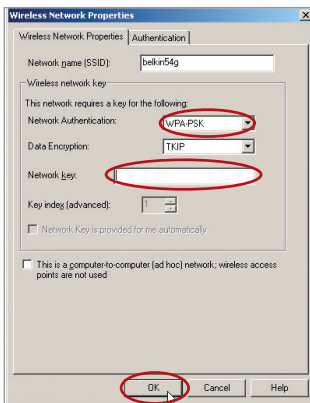 Wireless Network Properties
Wireless Network Properties Authentication
Network name (SSID): belkin54g
Wireless network key
This network requires a key for the following:
Network Authentication: WPA-PSK
Data Encryption: TKIP
Network key:
Key index (advanced): 1
Network Key is provided for me automatically
This is a computer-to-computer (ad hoc) network; wireless access
points are not used
OK Cancel Help